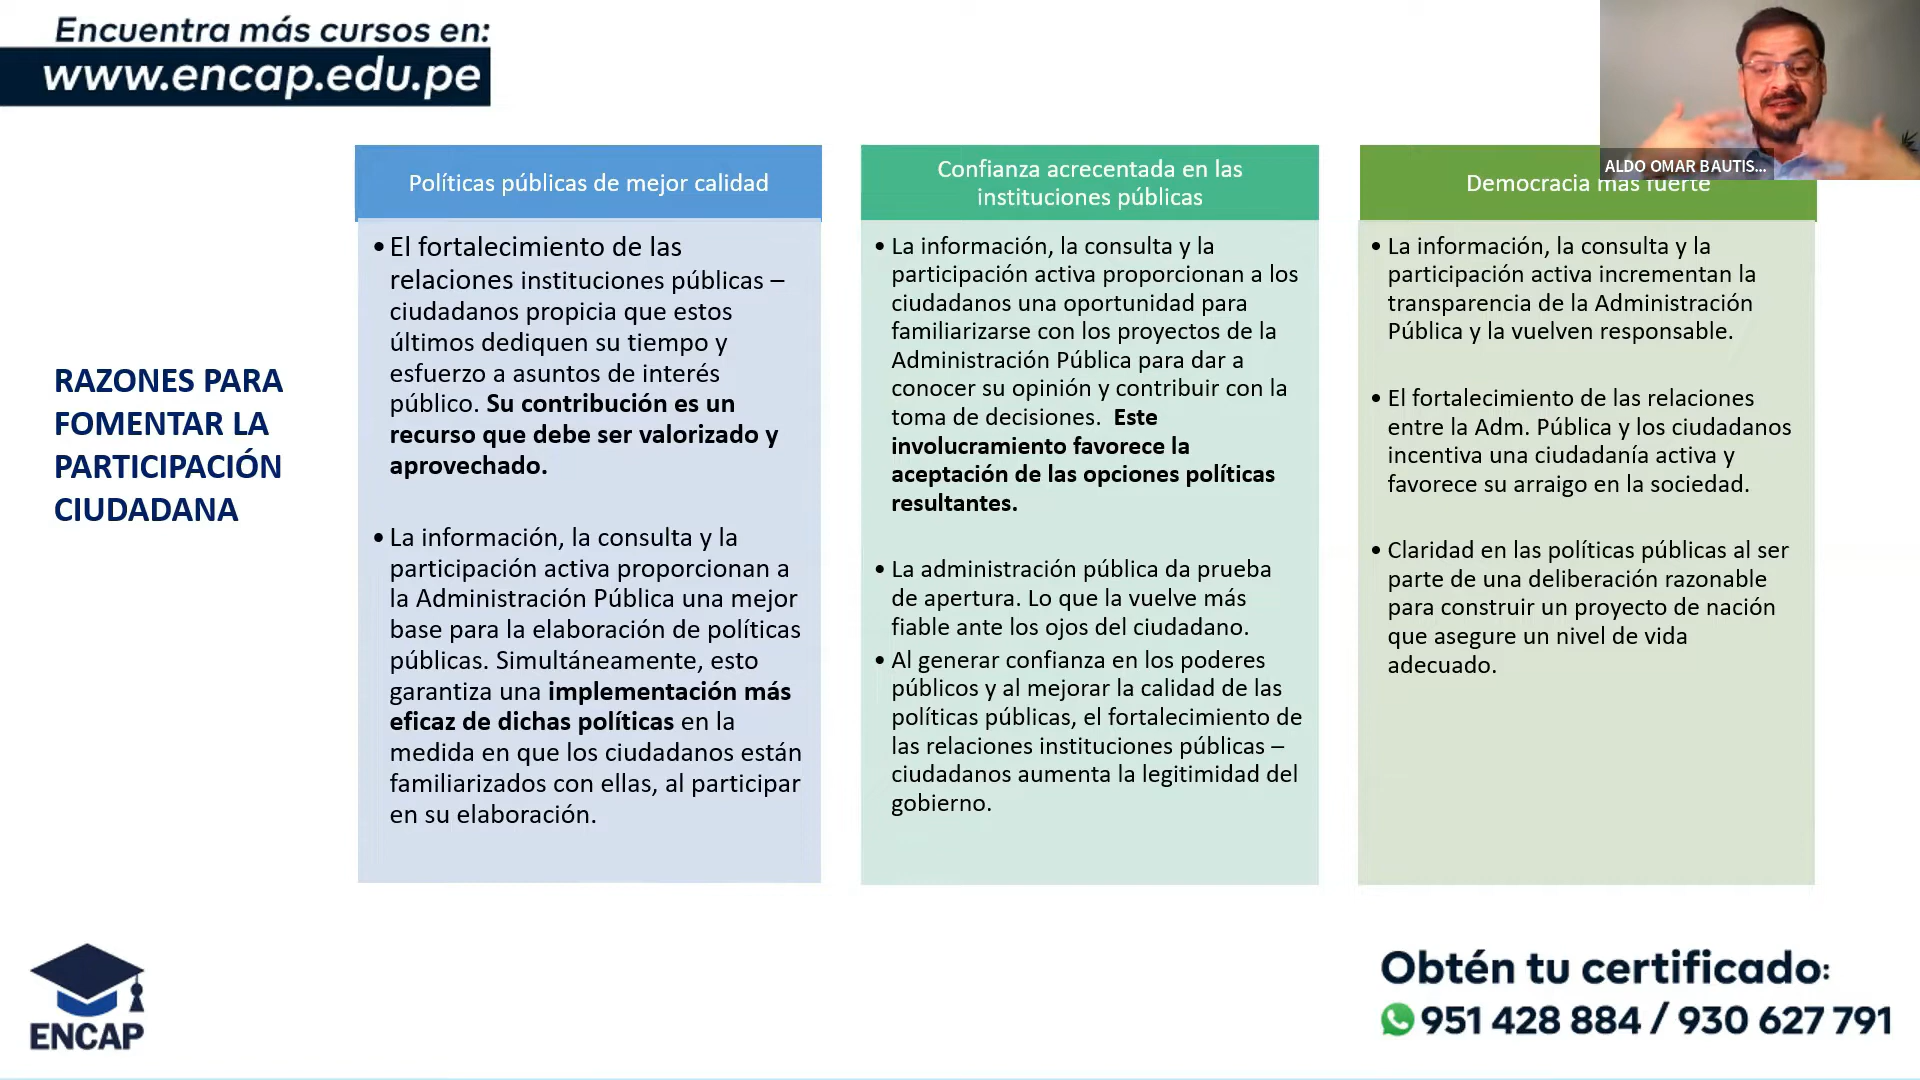 Encuentra más cursos en:
www.encap.edu.pe
ALDO OMAR BAUTIS...
RAZONES PARA
FOMENTAR LA
PARTICIPACIÓN
CIUDADANA
Políticas públicas de mejor calidad
• El fortalecimiento de las
relaciones instituciones públicas –
ciudadanos propicia que estos
últimos dediquen su tiempo y
esfuerzo a asuntos de interés
público. Su contribución es un
recurso que debe ser valorizado y
aprovechado.
• La información, la consulta y la
participación activa proporcionan a
la Administración Pública una mejor
base para la elaboración de políticas
públicas. Simultáneamente, esto
garantiza una implementación más
eficaz de dichas políticas en la
medida en que los ciudadanos están
familiarizados con ellas, al participar
en su elaboración.
Confianza acrecentada en las
instituciones públicas
• La información, la consulta y la
participación activa proporcionan a los
ciudadanos una oportunidad para
familiarizarse con los proyectos de la
Administración Pública para dar a
conocer su opinión y contribuir con la
toma de decisiones. Este
involucramiento favorece la
aceptación de las opciones políticas
resultantes.
• La administración pública da prueba
de apertura. Lo que la vuelve más
fiable ante los ojos del ciudadano.
• Al generar confianza en los poderes
públicos y al mejorar la calidad de las
políticas públicas, el fortalecimiento de
las relaciones instituciones públicas –
ciudadanos aumenta la legitimidad del
gobierno.
Democracia más fuerte
• La información, la consulta y la
participación activa incrementan la
transparencia de la Administración
Pública y la vuelven responsable.
• El fortalecimiento de las relaciones
entre la Adm. Pública y los ciudadanos
incentiva una ciudadanía activa y
favorece su arraigo en la sociedad.
• Claridad en las políticas públicas al ser
parte de una deliberación razonable
para construir un proyecto de nación
que asegure un nivel de vida
adecuado.
ENCAP
Obtén tu certificado:
951 428 884 / 930 627 791